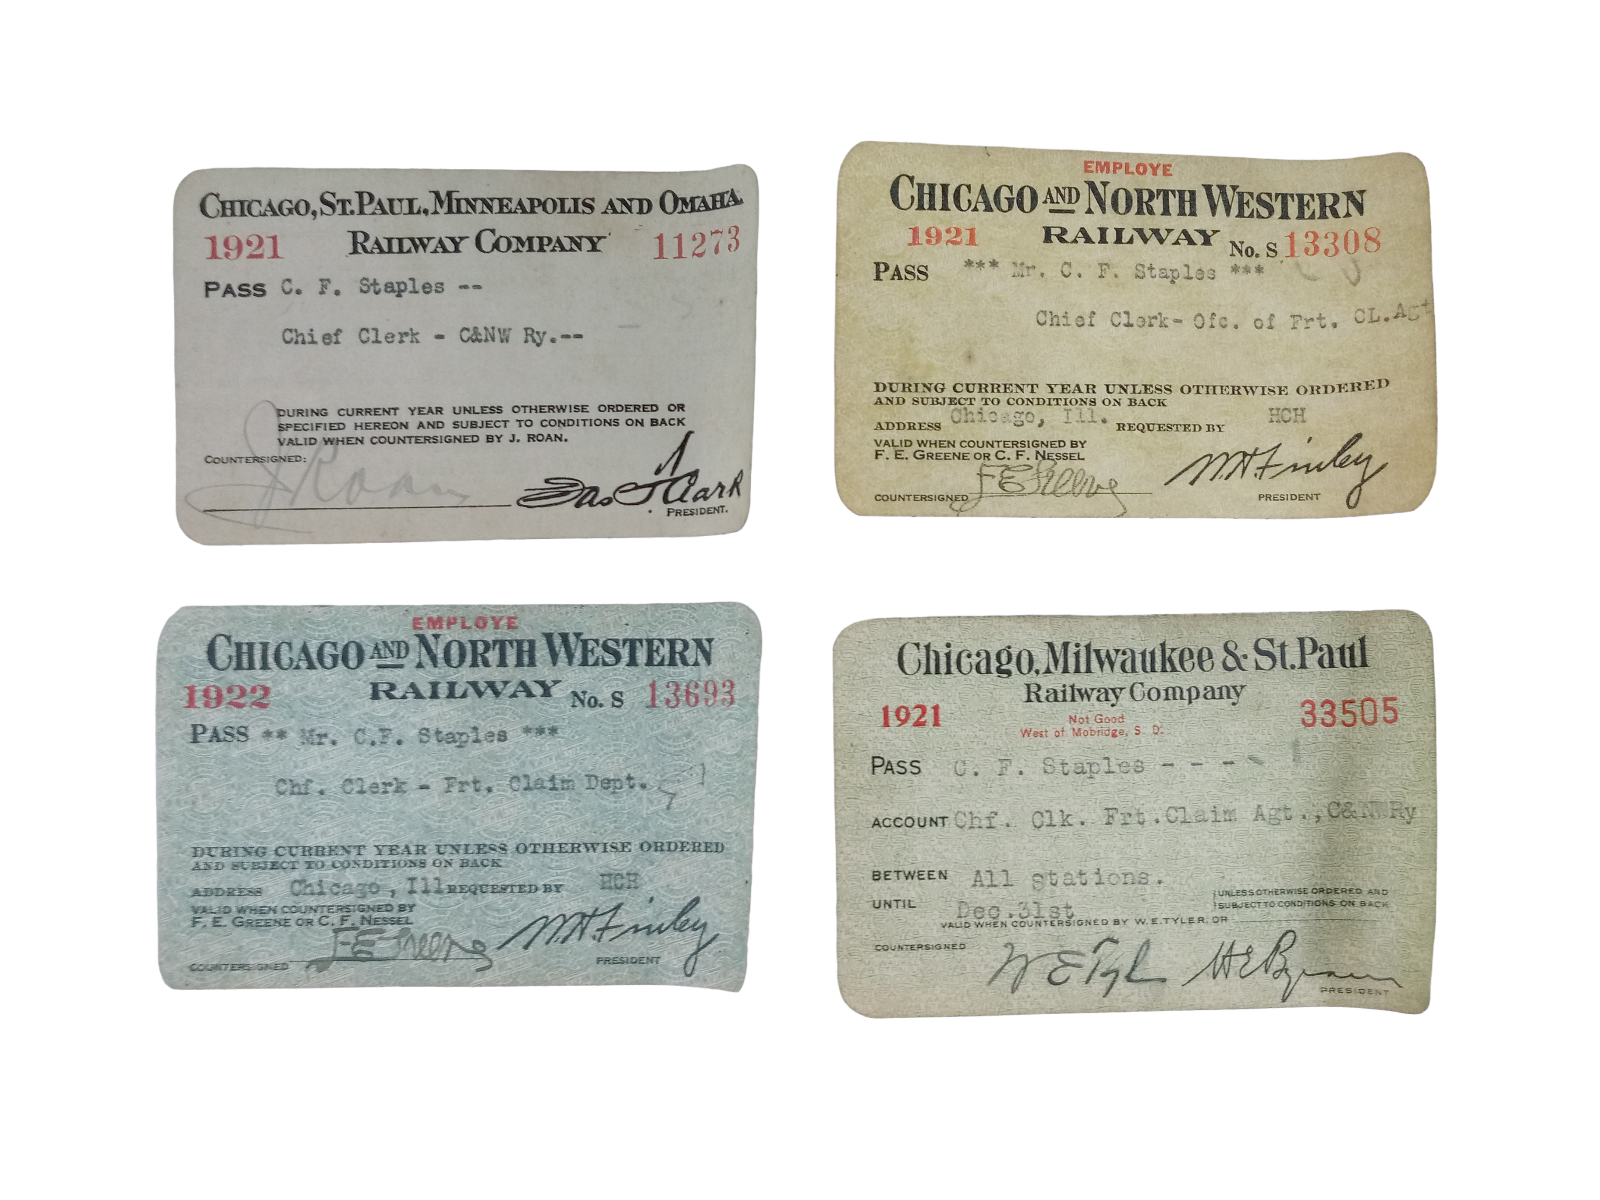 CHICAGO, ST. PAUL, MINNEAPOLIS AND OMAHA
1921 RAILWAY COMPANY 11273
PASS C. F. Staples --
Chief Clerk - C&NW Ry.--
DURING CURRENT YEAR UNLESS OTHERWISE ORDERED OR
SPECIFIED HEREON AND SUBJECT TO CONDITIONS ON BACK
VALID WHEN COUNTERSIGNED BY J. ROAN.
COUNTERSIGNED:
J Roan Jas T Clark
PRESIDENT.
EMPLOYE
CHICAGO AND NORTH WESTERN
1921 RAILWAY No. S 13308
PASS *** Mr. C. F. Staples ***
Chief Clerk- Ofc. of Frt. CL.Agt
DURING CURRENT YEAR UNLESS OTHERWISE ORDERED
AND SUBJECT TO CONDITIONS ON BACK
ADDRESS Chicago, Ill. REQUESTED BY HCH
VALID WHEN COUNTERSIGNED BY
F. E. GREENE OR C. F. NESSEL
COUNTERSIGNED F E Greene W. H. Finley
PRESIDENT
EMPLOYE
CHICAGO AND NORTH WESTERN
1922 RAILWAY No. S 13693
PASS ** Mr. C.F. Staples ***
Chf. Clerk - Frt. Claim Dept.
DURING CURRENT YEAR UNLESS OTHERWISE ORDERED
AND SUBJECT TO CONDITIONS ON BACK
ADDRESS Chicago, Ill REQUESTED BY HCH
VALID WHEN COUNTERSIGNED BY
F. E. GREENE OR C. F. NESSEL
COUNTERSIGNED F E Greene W. H. Finley
PRESIDENT
Chicago, Milwaukee & St. Paul
Railway Company
1921 Not Good 33505
West of Mobridge, S. D.
PASS C. F. Staples - - - -
ACCOUNT Chf. Clk. Frt.Claim Agt.,C&NW Ry
BETWEEN All stations.
UNTIL Dec.31st UNLESS OTHERWISE ORDERED AND
SUBJECT TO CONDITIONS ON BACK
VALID WHEN COUNTERSIGNED BY W. E. TYLER, OR
COUNTERSIGNED W E Tyler H E Byram
PRESIDENT